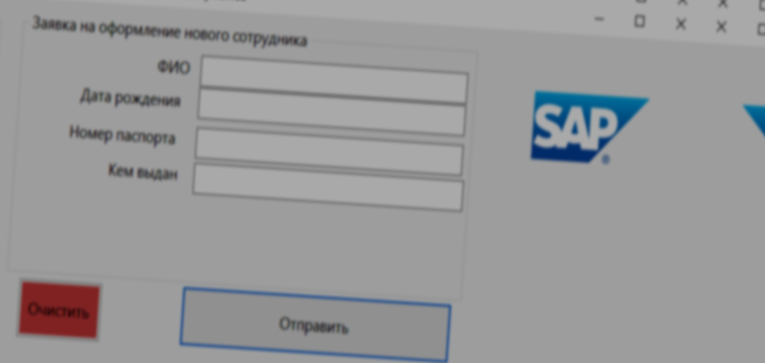 Заявка на оформление нового сотрудника
ФИО
Дата рождения
Номер паспорта
Кем выдан
SAP
®
Очистить
Отправить